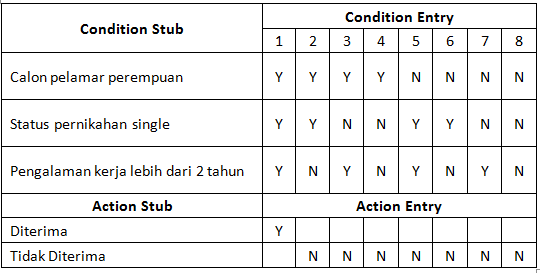 Condition Stub Condition Entry
1 2 3 4 5 6 7 8
Calon pelamar perempuan Y Y Y Y N N N N
Status pernikahan single Y Y N N Y Y N N
Pengalaman kerja lebih dari 2 tahun Y N Y N Y N Y N
Action Stub Action Entry
Diterima Y
Tidak Diterima N N N N N N N